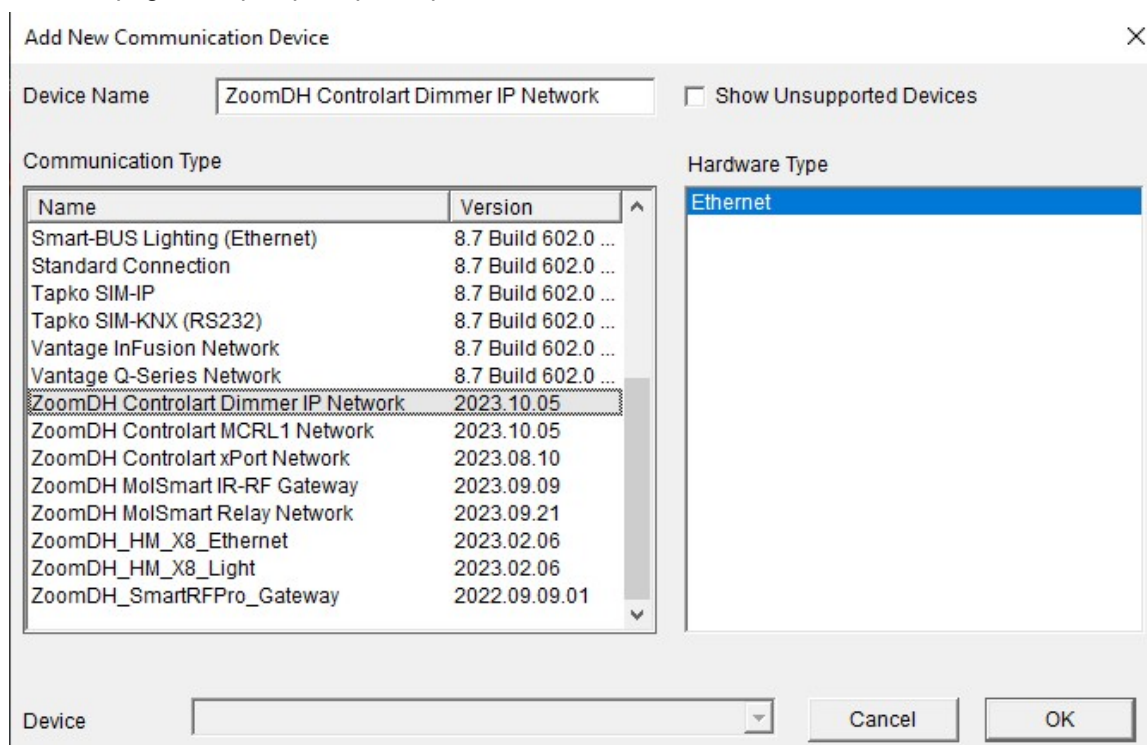 Add New Communication Device
Device Name
ZoomDH Controlart Dimmer IP Network
Show Unsupported Devices
Communication Type
Hardware Type
Name Version
Ethernet
Smart-BUS Lighting (Ethernet) 8.7 Build 602.0 ...
Standard Connection 8.7 Build 602.0 ...
Tapko SIM-IP 8.7 Build 602.0 ...
Tapko SIM-KNX (RS232) 8.7 Build 602.0 ...
Vantage InFusion Network 8.7 Build 602.0 ...
Vantage Q-Series Network 8.7 Build 602.0 ...
ZoomDH Controlart Dimmer IP Network 2023.10.05
ZoomDH Controlart MCRL1 Network 2023.10.05
ZoomDH Controlart xPort Network 2023.08.10
ZoomDH MolSmart IR-RF Gateway 2023.09.09
ZoomDH MolSmart Relay Network 2023.09.21
ZoomDH_HM_X8_Ethernet 2023.02.06
ZoomDH_HM_X8_Light 2023.02.06
ZoomDH_SmartRFPro_Gateway 2022.09.09.01
Device
Cancel
OK